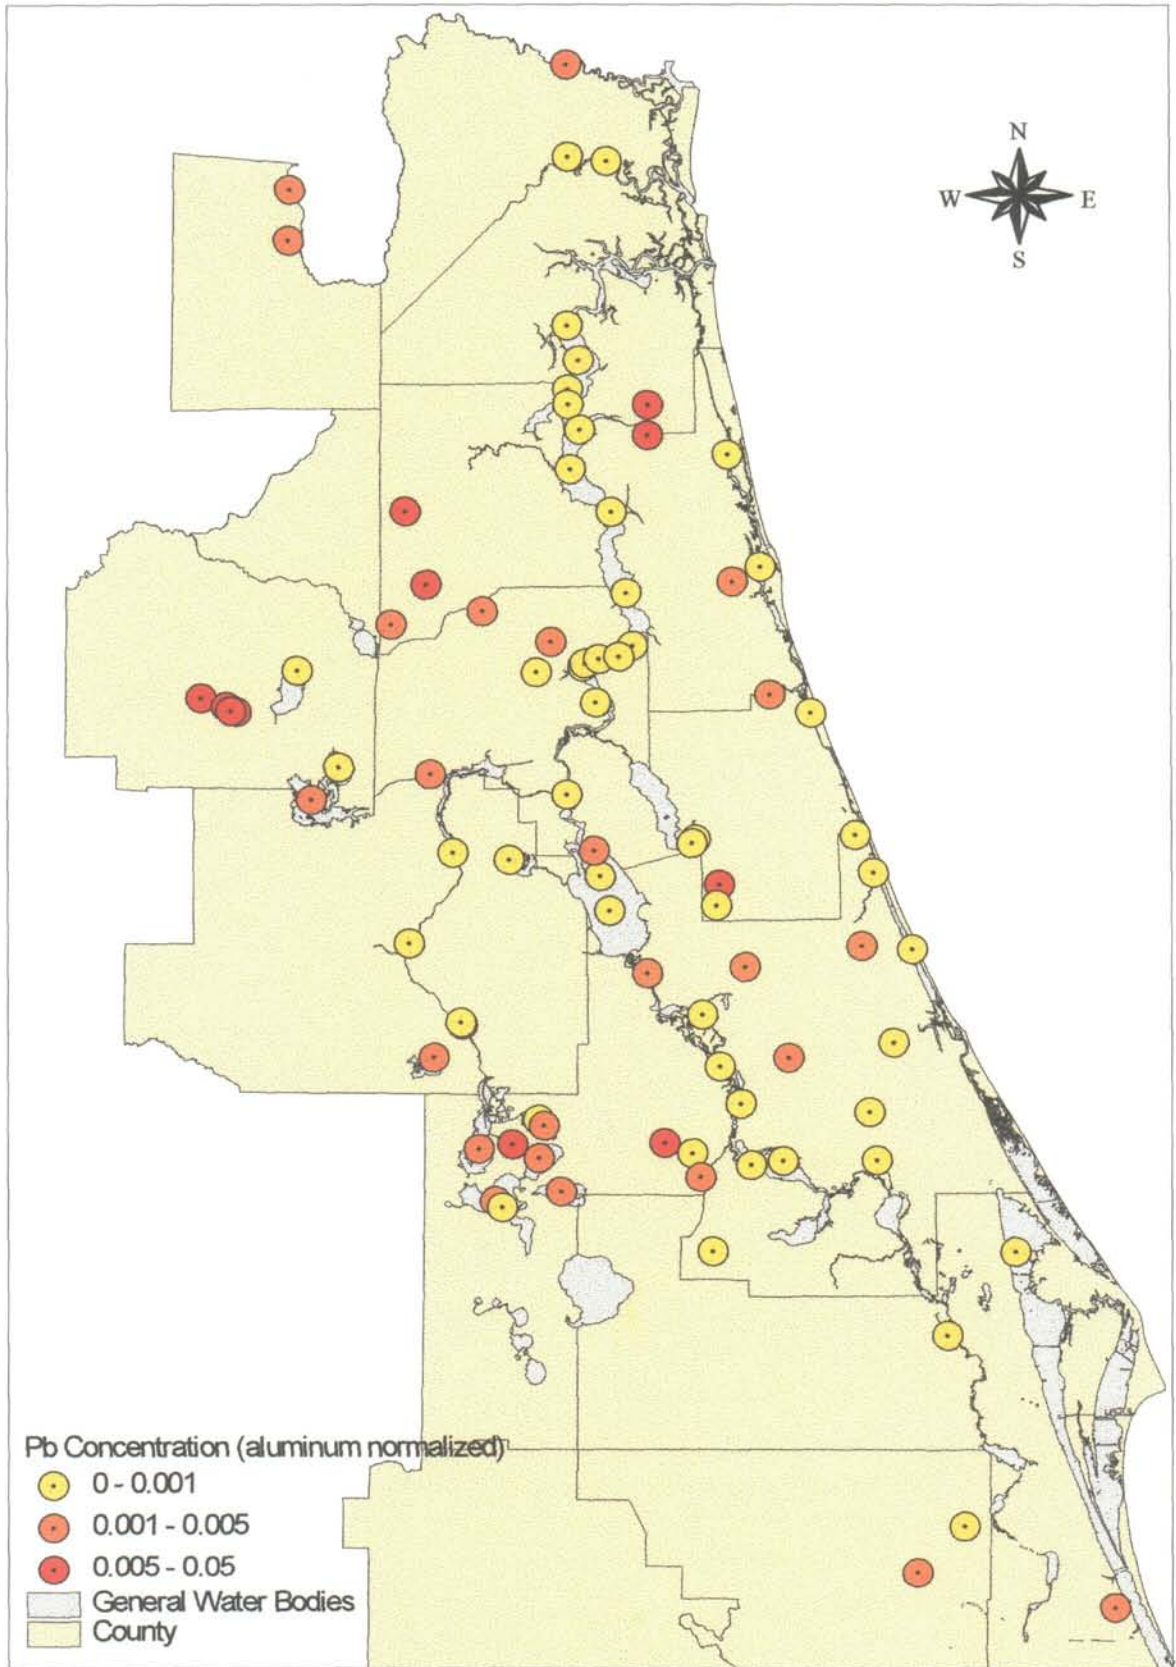 N
W E
S
Pb Concentration (aluminum normalized)
0 - 0.001
0.001 - 0.005
0.005 - 0.05
General Water Bodies
County